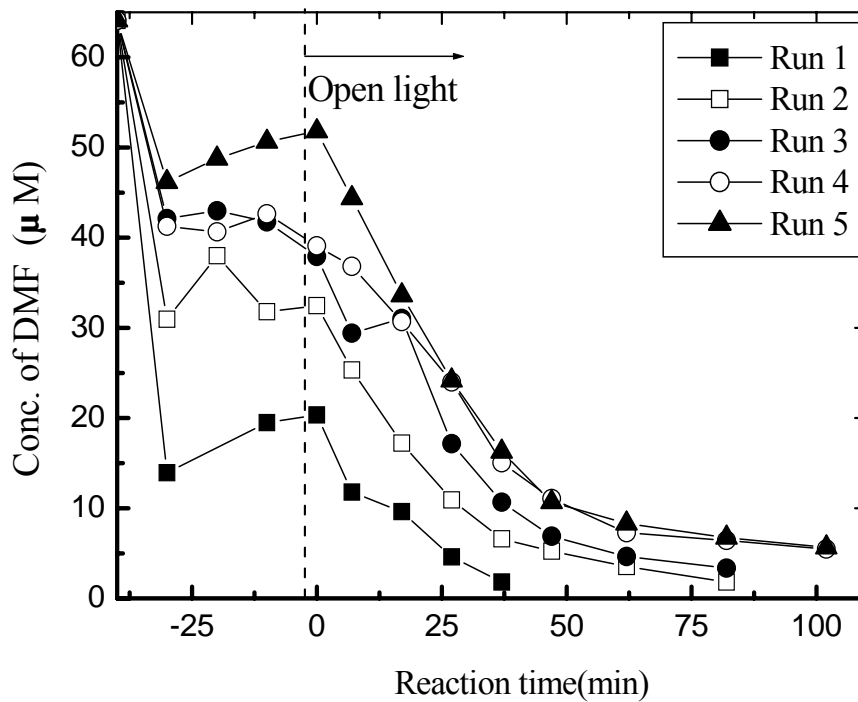 60
50
40
30
20
10
0
-25 0 25 50 75 100
Conc. of DMF (μ M)
Reaction time(min)
Open light
Run 1
Run 2
Run 3
Run 4
Run 5